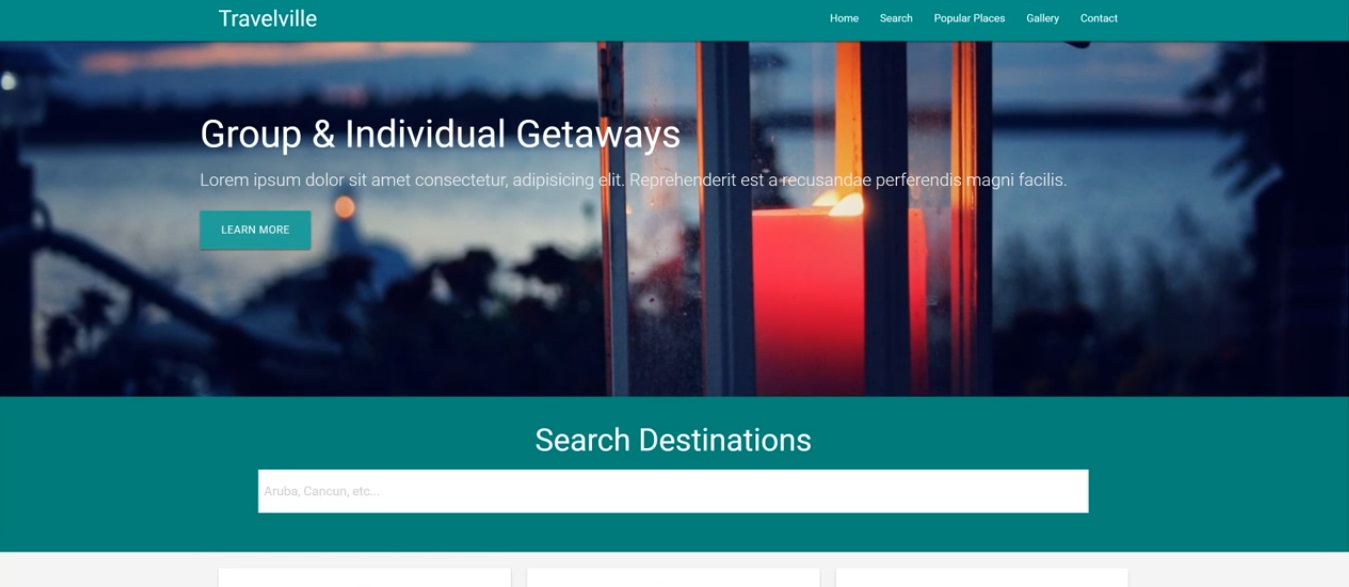 Travelville
Home Search Popular Places Gallery Contact
Group & Individual Getaways
Lorem ipsum dolor sit amet consectetur, adipisicing elit. Reprehenderit est a recusandae perferendis magni facilis.
LEARN MORE
Search Destinations
Aruba, Cancun, etc...